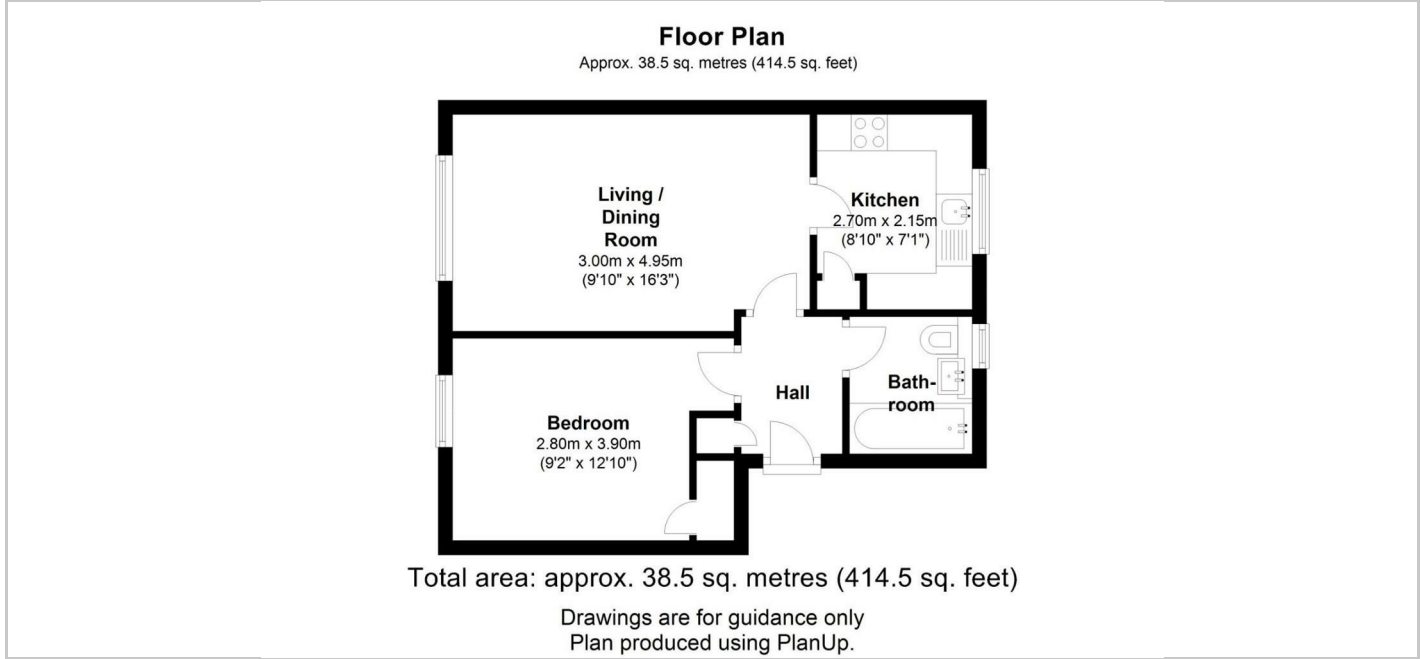 Floor Plan
Approx. 38.5 sq. metres (414.5 sq. feet)
Living /
Dining
Room
3.00m x 4.95m
(9'10" x 16'3")
Kitchen
2.70m x 2.15m
(8'10" x 7'1")
Bedroom
2.80m x 3.90m
(9'2" x 12'10")
Hall
Bath-
room
Total area: approx. 38.5 sq. metres (414.5 sq. feet)
Drawings are for guidance only
Plan produced using PlanUp.